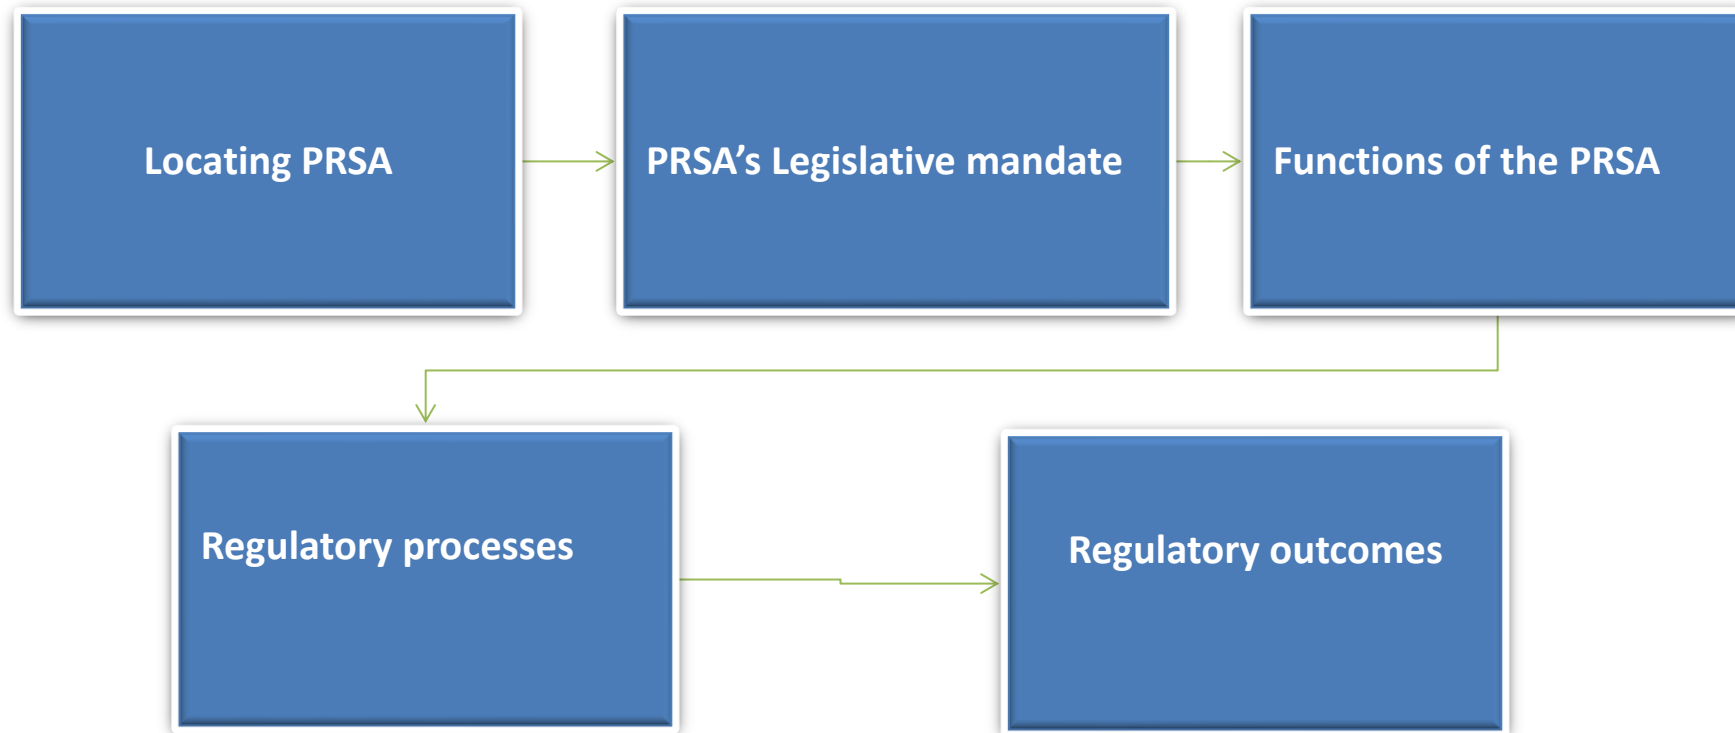 Locating PRSA
PRSA’s Legislative mandate
Functions of the PRSA
Regulatory processes
Regulatory outcomes